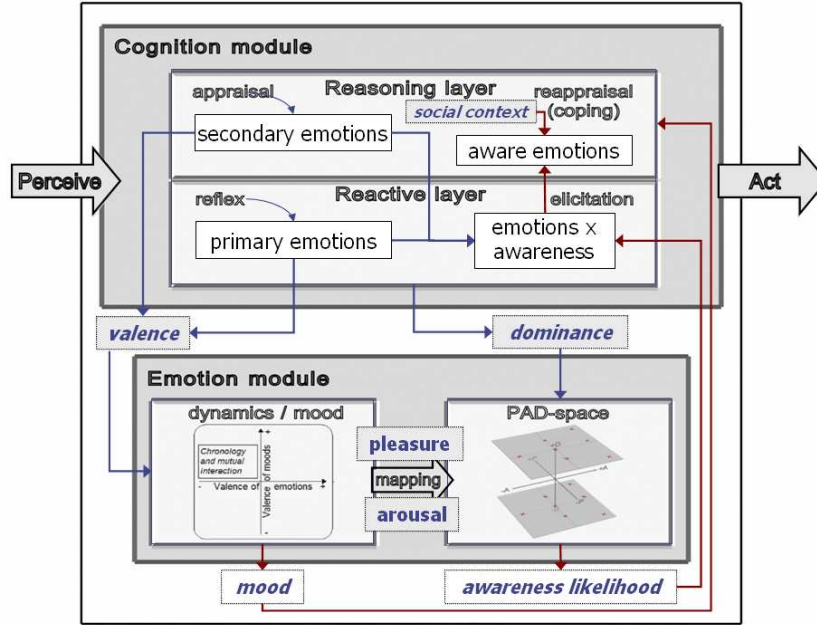 Cognition module
appraisal
Reasoning layer
reappraisal
(coping)
social context
secondary emotions
aware emotions
Perceive
Act
reflex
Reactive layer
elicitation
primary emotions
emotions x
awareness
valence
dominance
Emotion module
dynamics / mood
PAD-space
Chronology
and mutual
interection
Valence of emotions
Valence of moods
+
-
- +
pleasure
mapping
arousal
mood
awareness likelihood